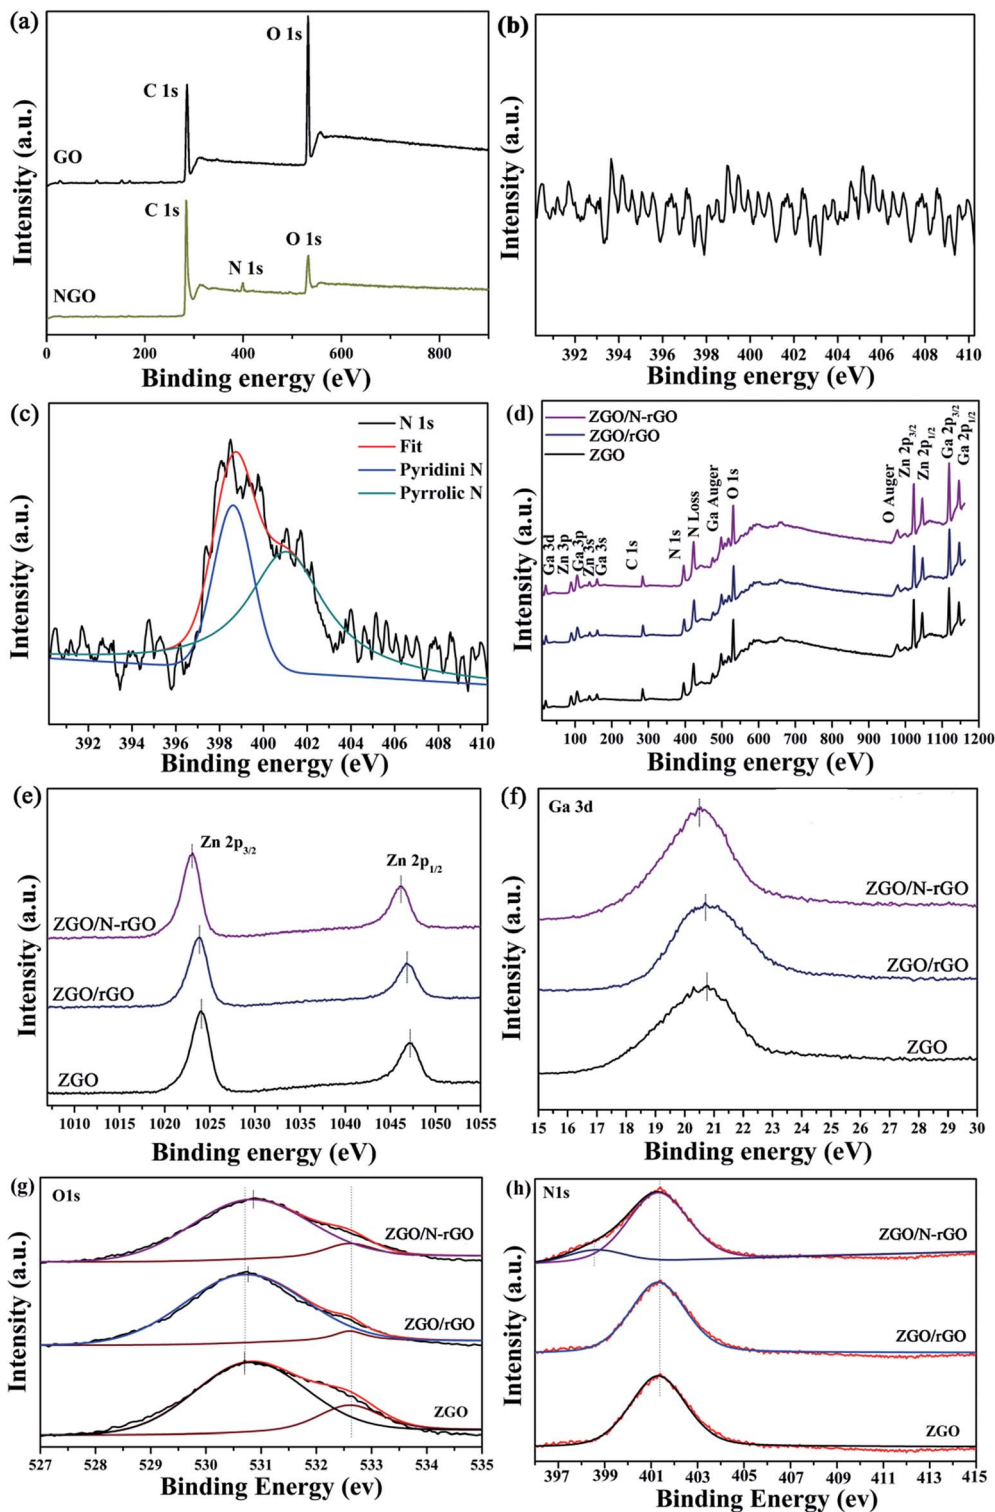 (a)
O 1s
C 1s
GO
C 1s
O 1s
N 1s
NGO
Intensity (a.u.)
0 200 400 600 800
Binding energy (eV)
(b)
Intensity (a.u.)
392 394 396 398 400 402 404 406 408 410
Binding energy (eV)
(c)
N 1s
Fit
Pyridini N
Pyrrolic N
Intensity (a.u.)
392 394 396 398 400 402 404 406 408 410
Binding energy (eV)
(d)
ZGO/N-rGO
ZGO/rGO
ZGO
Ga 3d
Zn 3p
Ga 3p
Zn 3s
Ga 3s
C 1s
N 1s
N Loss
Ga Auger
O 1s
O Auger
Zn 2p3/2
Zn 2p1/2
Ga 2p3/2
Ga 2p1/2
Intensity (a.u.)
100 200 300 400 500 600 700 800 900 1000 1100 1200
Binding energy (eV)
(e)
Zn 2p3/2
Zn 2p1/2
ZGO/N-rGO
ZGO/rGO
ZGO
Intensity (a.u.)
1010 1015 1020 1025 1030 1035 1040 1045 1050 1055
Binding energy (eV)
(f)
Ga 3d
ZGO/N-rGO
ZGO/rGO
ZGO
Intensity (a.u.)
15 16 17 18 19 20 21 22 23 24 25 26 27 28 29 30
Binding energy (eV)
(g)
O1s
ZGO/N-rGO
ZGO/rGO
ZGO
Intensity (a.u.)
527 528 529 530 531 532 533 534 535
Binding Energy (ev)
(h)
N1s
ZGO/N-rGO
ZGO/rGO
ZGO
Intensity (a.u.)
397 399 401 403 405 407 409 411 413 415
Binding Energy (ev)